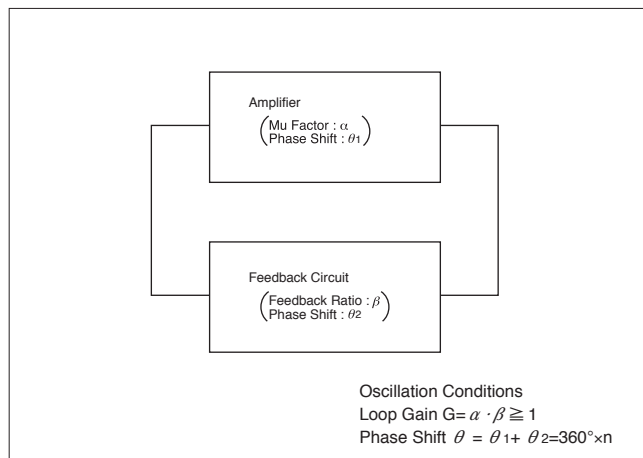 Amplifier
(Mu Factor : α
Phase Shift : θ1)
Feedback Circuit
(Feedback Ratio : β
Phase Shift : θ2)
Oscillation Conditions
Loop Gain G= α · β ≧ 1
Phase Shift θ = θ1+ θ2=360°×n